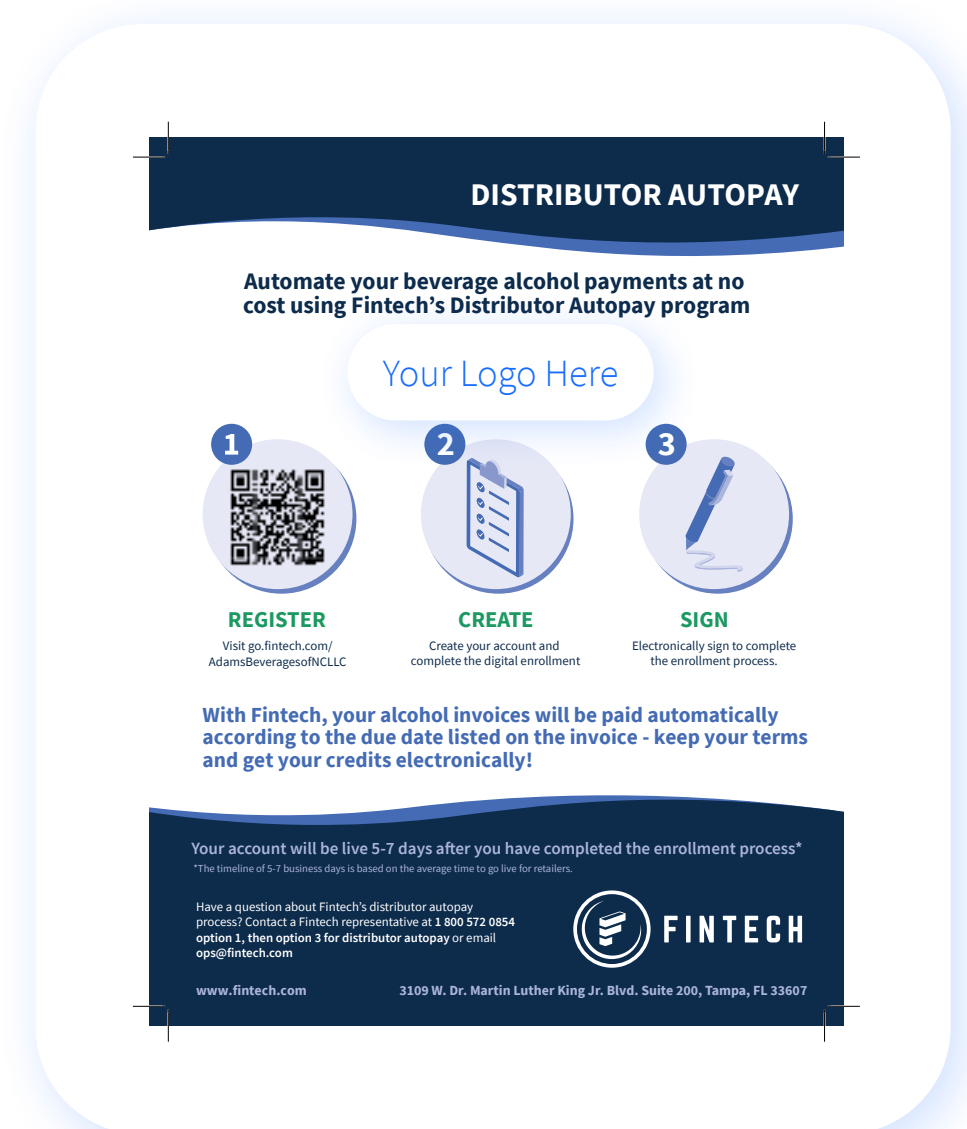 DISTRIBUTOR AUTOPAY
Automate your beverage alcohol payments at no
cost using Fintech’s Distributor Autopay program
Your Logo Here
1
2
3
REGISTER
Visit go.fintech.com/
AdamsBeveragesofNCLLC
CREATE
Create your account and
complete the digital enrollment
SIGN
Electronically sign to complete
the enrollment process.
With Fintech, your alcohol invoices will be paid automatically
according to the due date listed on the invoice - keep your terms
and get your credits electronically!
Your account will be live 5-7 days after you have completed the enrollment process*
*The timeline of 5-7 business days is based on the average time to go live for retailers.
Have a question about Fintech’s distributor autopay
process? Contact a Fintech representative at 1 800 572 0854
option 1, then option 3 for distributor autopay or email
ops@fintech.com
FINTECH
www.fintech.com
3109 W. Dr. Martin Luther King Jr. Blvd. Suite 200, Tampa, FL 33607